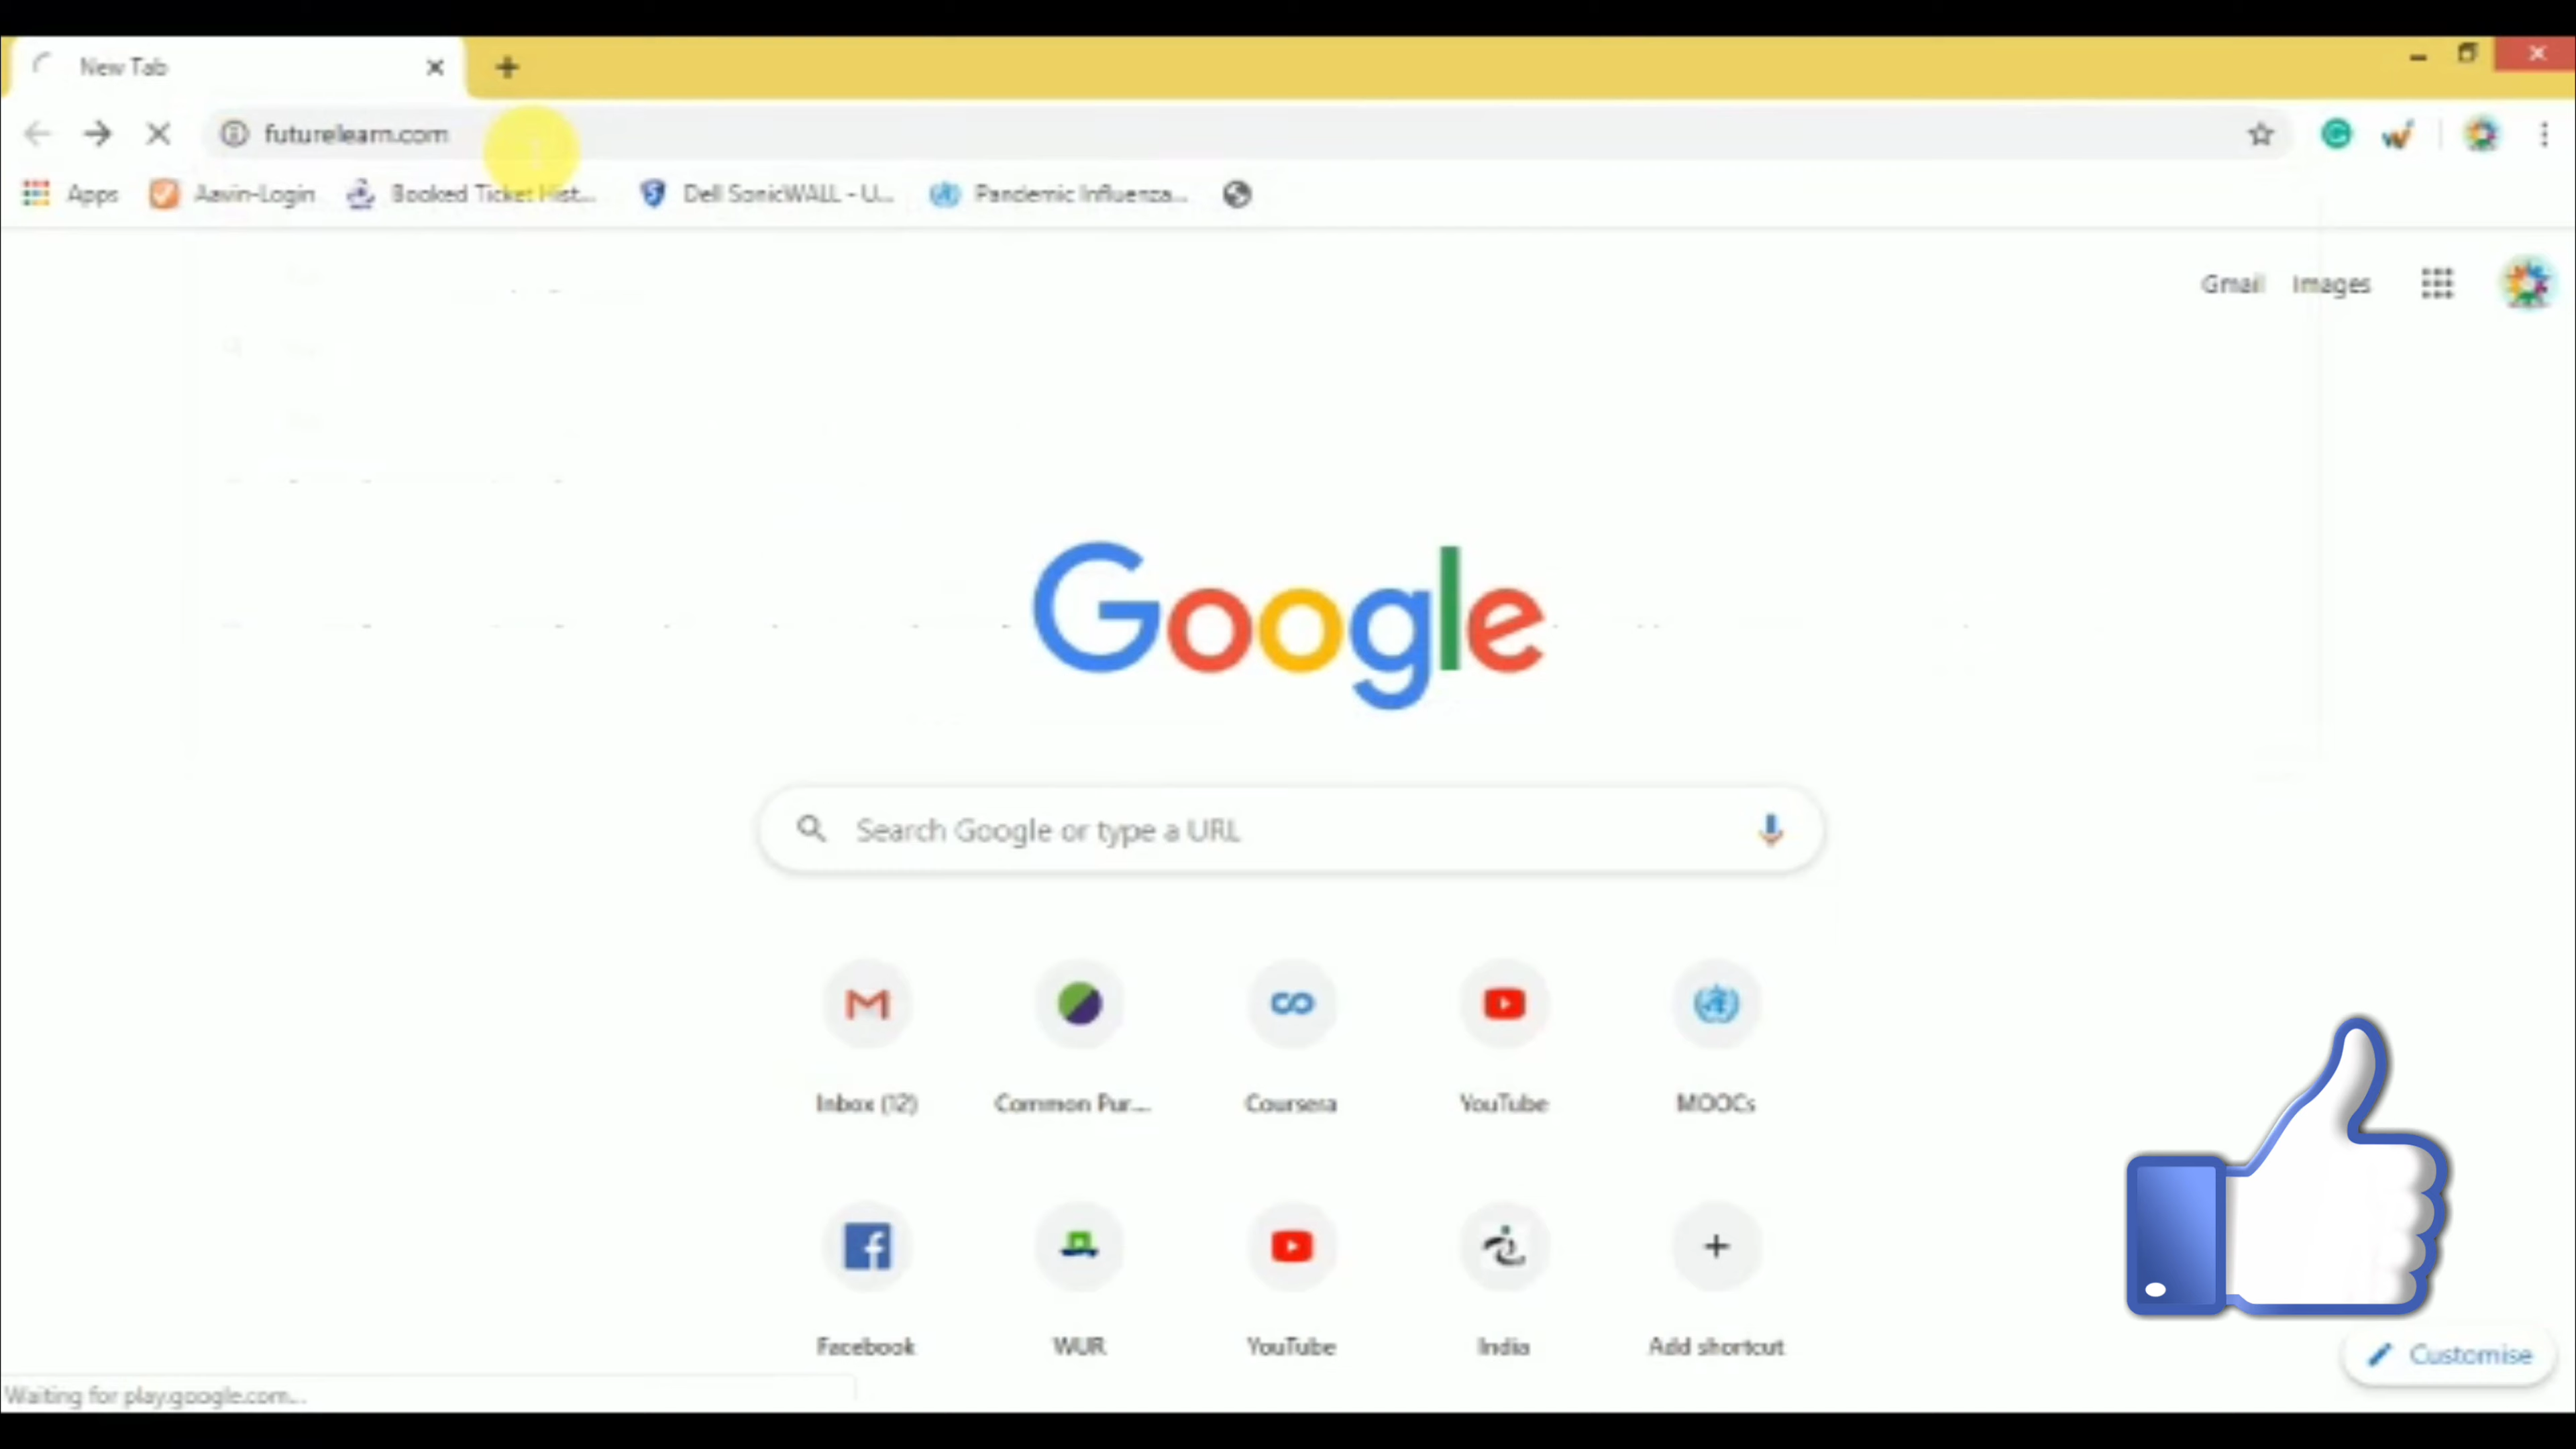 New Tab
futurelearn.com
Apps Aavin-Login Booked Ticket Hist... Dell SonicWALL - U... Pandemic Influenza...
Gmail Images
Google
Search Google or type a URL
Inbox (12) Common Pur... Coursera YouTube MOOCs
Facebook WUR YouTube India Add shortcut
Customise
Waiting for play.google.com...